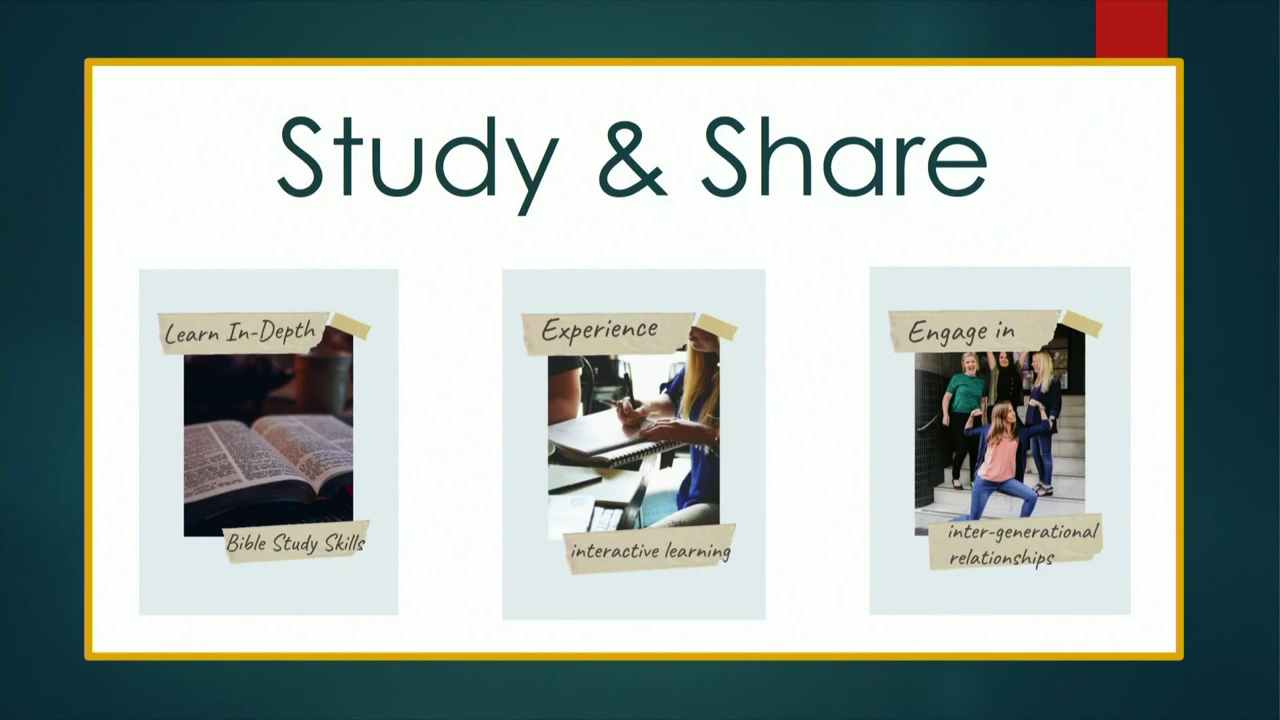 Study & Share
Learn In-Depth
Bible Study Skills
Experience
interactive learning
Engage in
inter-generational
relationships